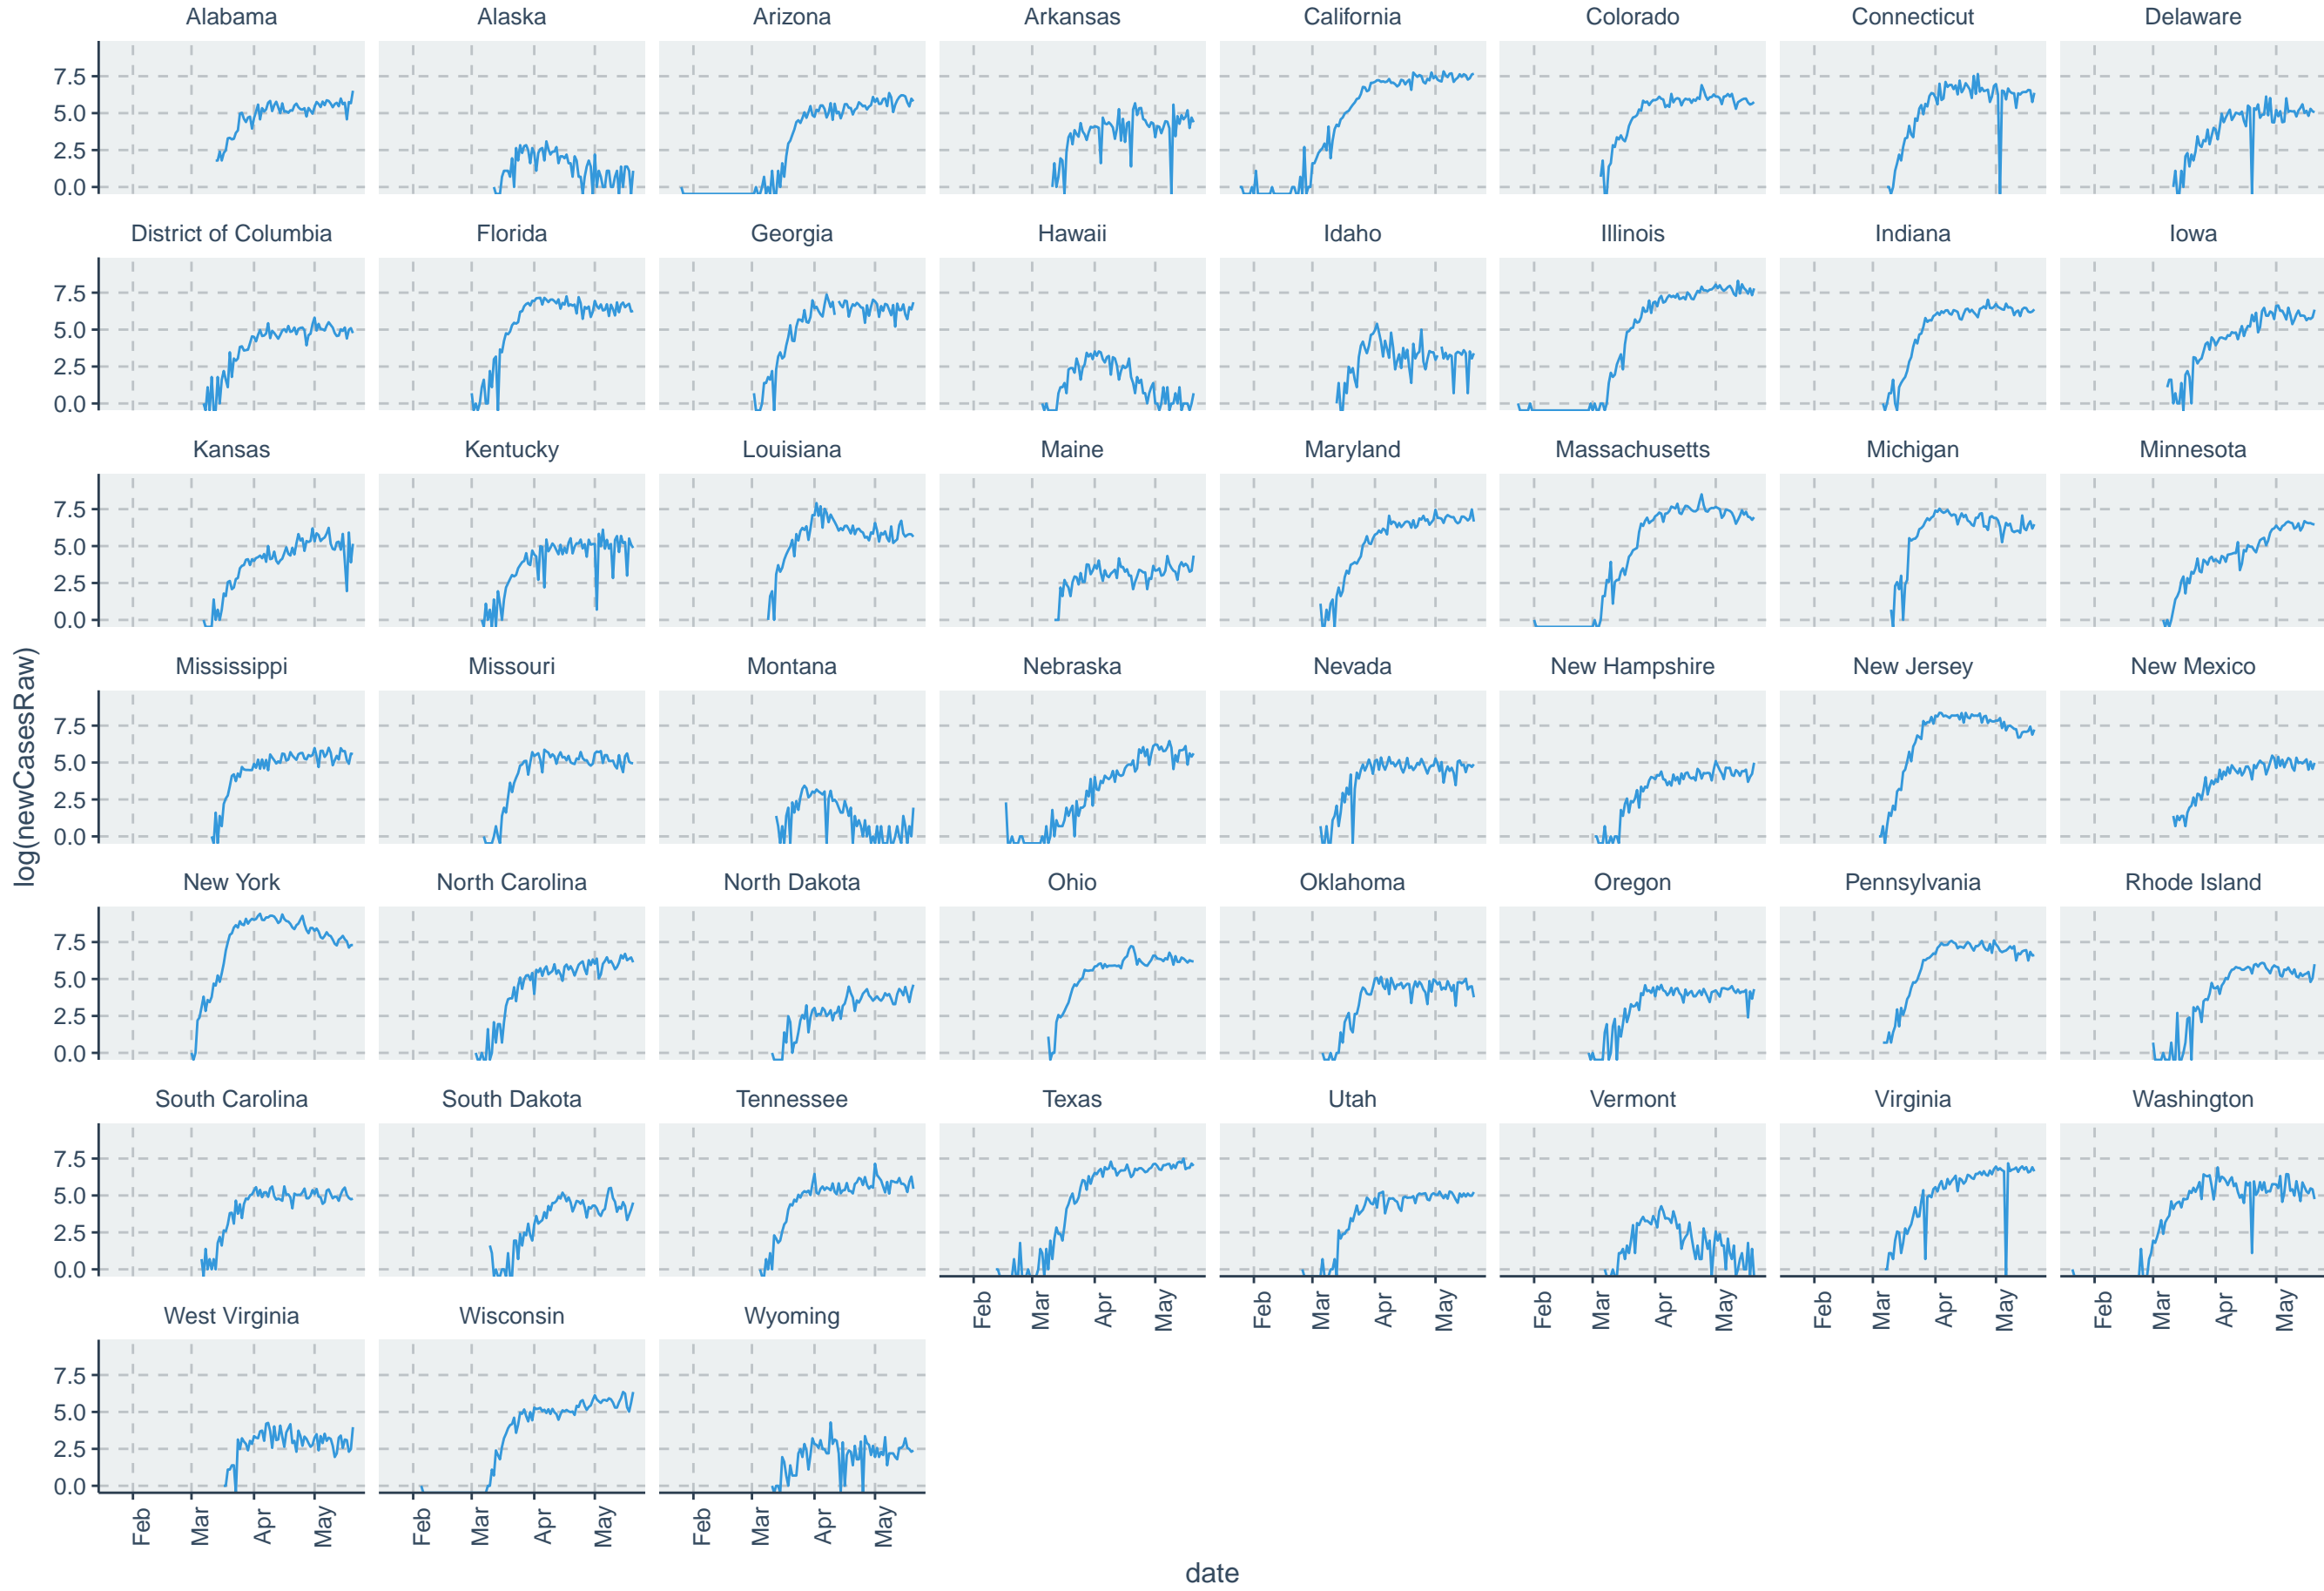 Alabama Alaska Arizona Arkansas California Colorado Connecticut Delaware
7.5
5.0
2.5
0.0
District of Columbia Florida Georgia Hawaii Idaho Illinois Indiana Iowa
7.5
5.0
2.5
0.0
Kansas Kentucky Louisiana Maine Maryland Massachusetts Michigan Minnesota
7.5
5.0
2.5
0.0
log(newCasesRaw)
Mississippi Missouri Montana Nebraska Nevada New Hampshire New Jersey New Mexico
7.5
5.0
2.5
0.0
New York North Carolina North Dakota Ohio Oklahoma Oregon Pennsylvania Rhode Island
7.5
5.0
2.5
0.0
South Carolina South Dakota Tennessee Texas Utah Vermont Virginia Washington
7.5
5.0
2.5
0.0
Feb Mar Apr May Feb Mar Apr May Feb Mar Apr May Feb Mar Apr May Feb Mar Apr May
West Virginia Wisconsin Wyoming
7.5
5.0
2.5
0.0
Feb Mar Apr May Feb Mar Apr May Feb Mar Apr May
date